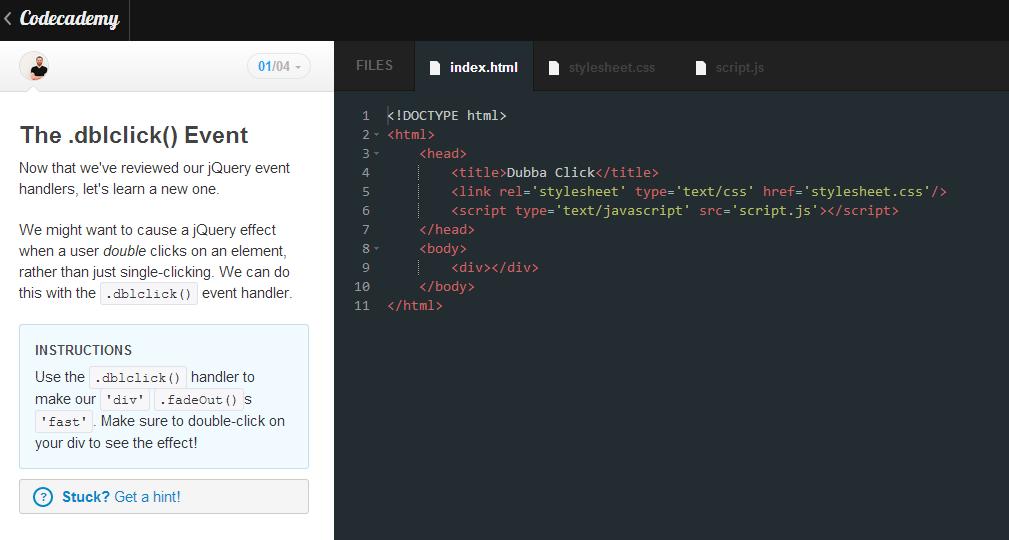 Codecademy
01/04
The .dblclick() Event
Now that we've reviewed our jQuery event
handlers, let's learn a new one.
We might want to cause a jQuery effect
when a user double clicks on an element,
rather than just single-clicking. We can do
this with the .dblclick() event handler.
INSTRUCTIONS
Use the .dblclick() handler to
make our 'div' .fadeOut() s
'fast' . Make sure to double-click on
your div to see the effect!
? Stuck? Get a hint!
FILES index.html stylesheet.css script.js
1 <!DOCTYPE html>
2 <html>
3 <head>
4 <title>Dubba Click</title>
5 <link rel='stylesheet' type='text/css' href='stylesheet.css'/>
6 <script type='text/javascript' src='script.js'></script>
7 </head>
8 <body>
9 <div></div>
10 </body>
11 </html>